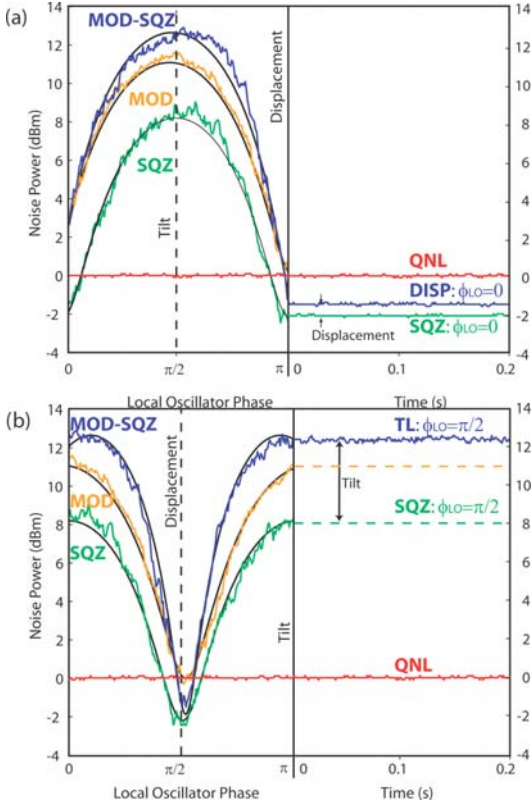 (a)
14
12
10
8
6
4
2
0
-2
-4
Noise Power (dBm)
MOD-SQZ
MOD
SQZ
Tilt
Displacement
QNL
DISP: ϕLO=0
Displacement
SQZ: ϕLO=0
14
12
10
8
6
4
2
0
-2
-4
0
π/2
π
0
0.1
0.2
Local Oscillator Phase
Time (s)
(b)
14
12
10
8
6
4
2
0
-2
-4
Noise Power (dBm)
MOD-SQZ
MOD
SQZ
Displacement
Tilt
TL: ϕLO=π/2
Tilt
SQZ: ϕLO=π/2
QNL
14
12
10
8
6
4
2
0
-2
-4
0
π/2
π
0
0.1
0.2
Local Oscillator Phase
Time (s)